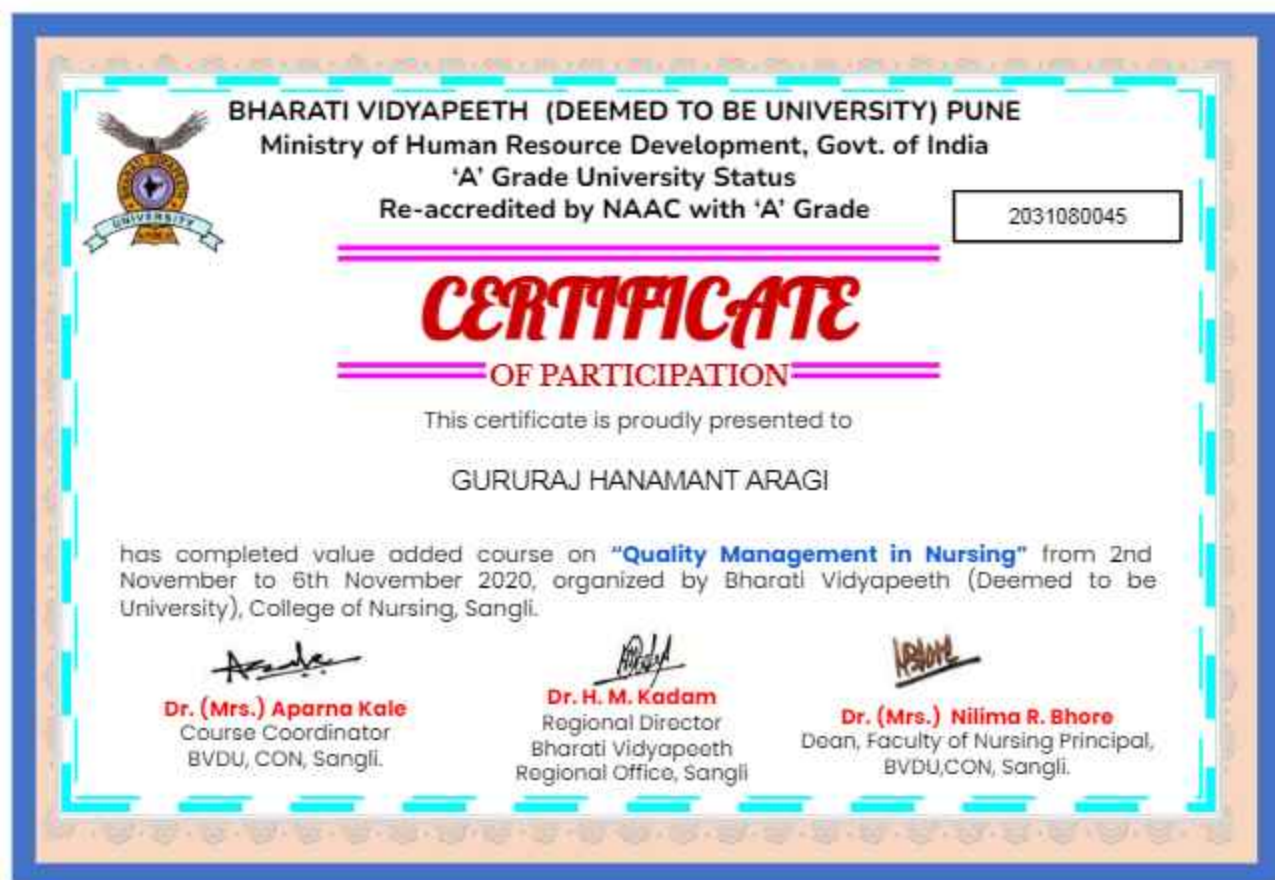 BHARATI VIDYAPEETH (DEEMED TO BE UNIVERSITY) PUNE
Ministry of Human Resource Development, Govt. of India
‘A’ Grade University Status
Re-accredited by NAAC with ‘A’ Grade
2031080045
BHARATI VIDYAPEETH
UNIVERSITY
CERTIFICATE
OF PARTICIPATION
This certificate is proudly presented to
GURURAJ HANAMANT ARAGI
has completed value added course on “Quality Management in Nursing” from 2nd
November to 6th November 2020, organized by Bharati Vidyapeeth (Deemed to be
University), College of Nursing, Sangli.
Dr. (Mrs.) Aparna Kale
Course Coordinator
BVDU, CON, Sangli.
Dr. H. M. Kadam
Regional Director
Bharati Vidyapeeth
Regional Office, Sangli
Dr. (Mrs.) Nilima R. Bhore
Dean, Faculty of Nursing Principal,
BVDU,CON, Sangli.